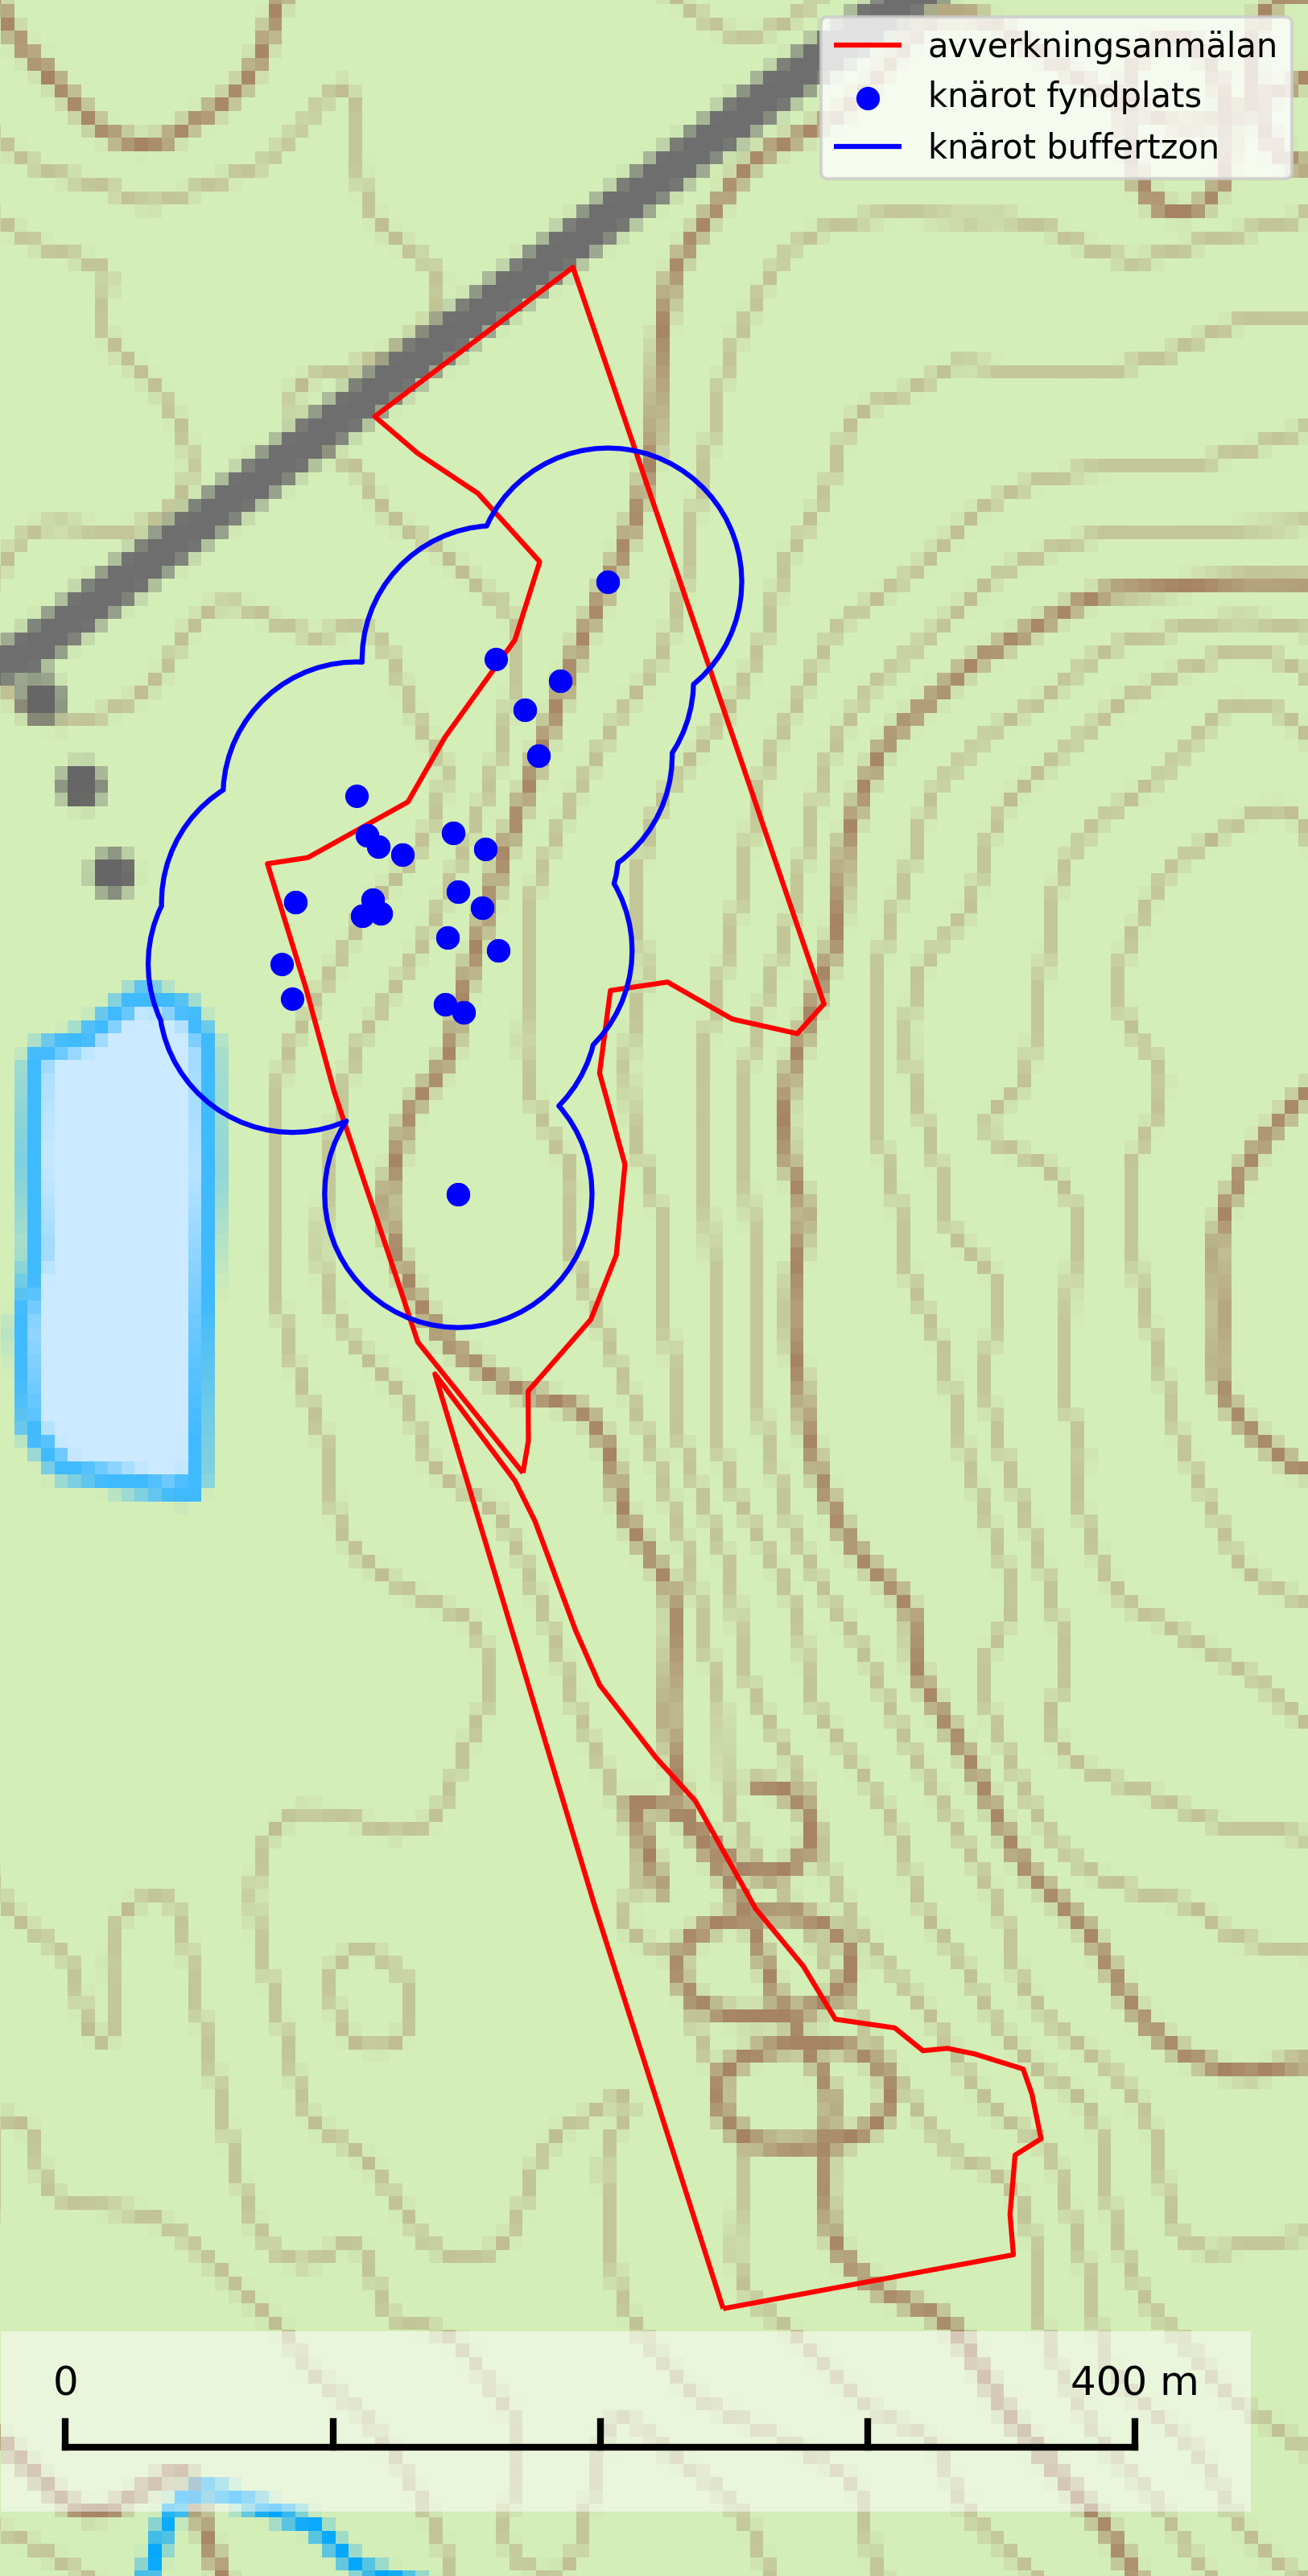 avverkningsanmälan
knärot fyndplats
knärot buffertzon
0 400 m